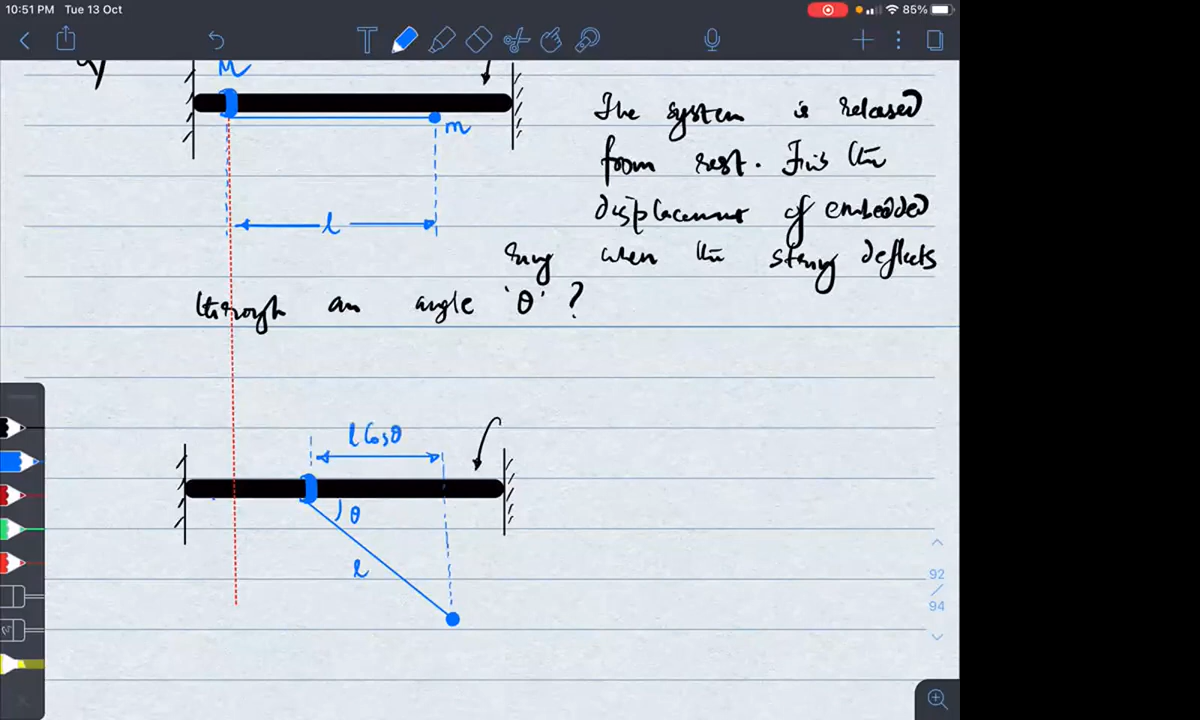 10:51 PM Tue 13 Oct
85%
T
M
m
l
The system is released
from rest. Find the
displacement of embedded
ring when the string deflects
through an angle 'θ' ?
l Cosθ
θ
l
92
/
94